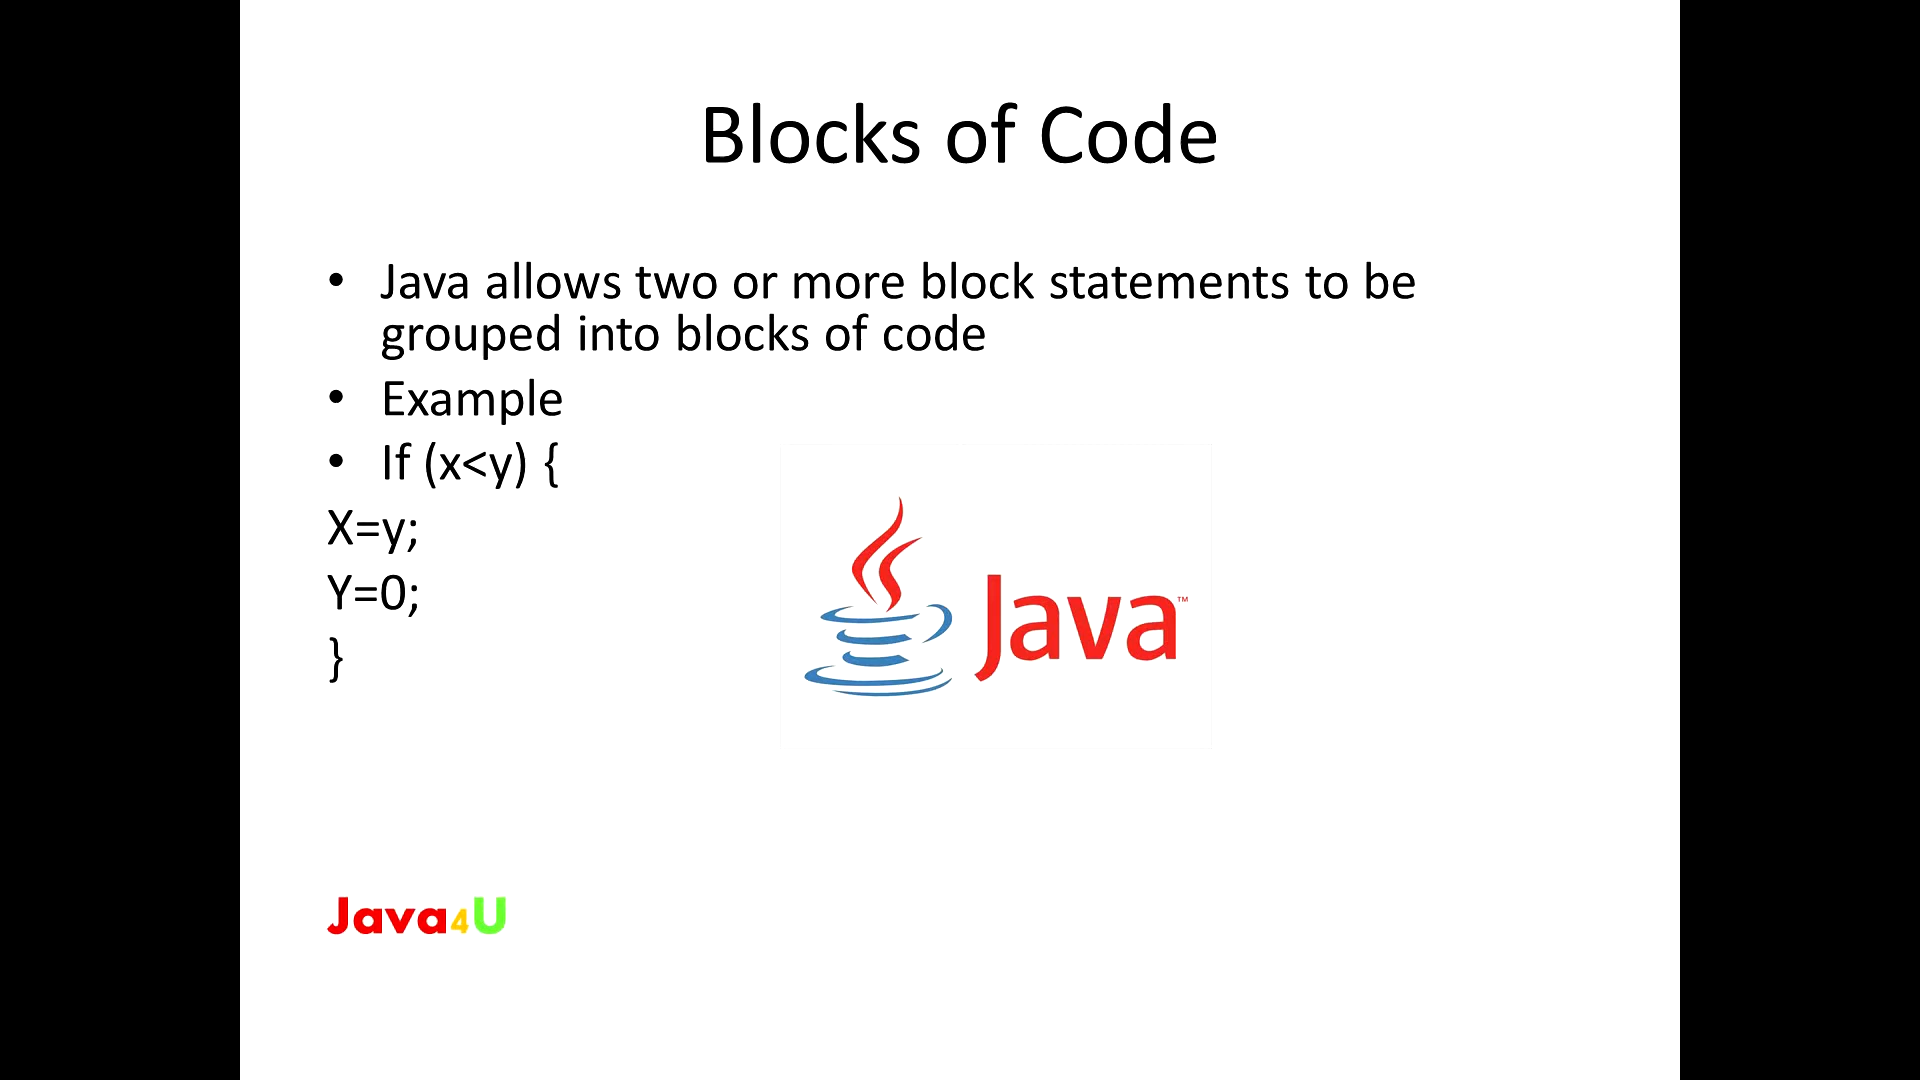 Blocks of Code
• Java allows two or more block statements to be
grouped into blocks of code
• Example
• If (x<y) {
X=y;
Y=0;
}
Java™
Java4U